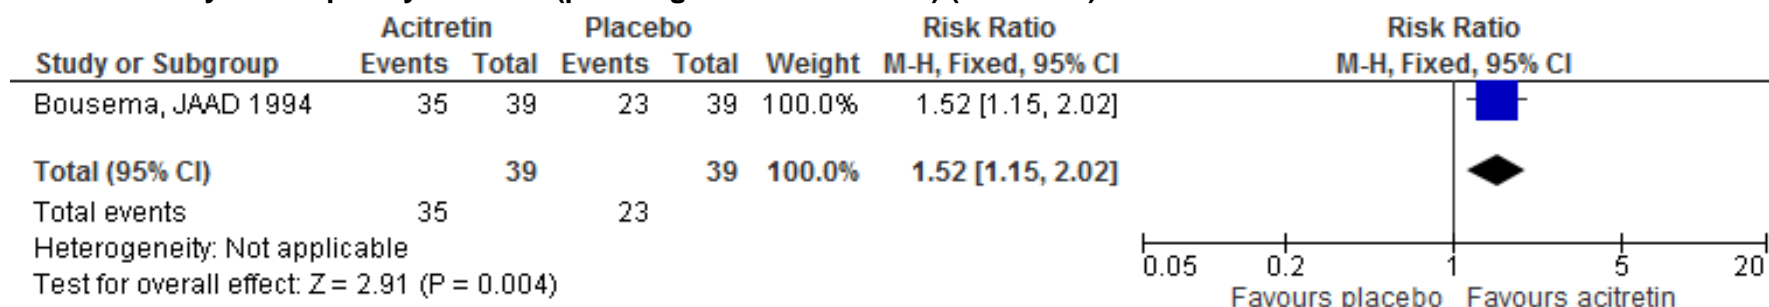 Acitretin Placebo Risk Ratio Risk Ratio
Study or Subgroup Events Total Events Total Weight M-H, Fixed, 95% CI M-H, Fixed, 95% CI
Bousema, JAAD 1994 35 39 23 39 100.0% 1.52 [1.15, 2.02]
Total (95% CI) 39 39 100.0% 1.52 [1.15, 2.02]
Total events 35 23
Heterogeneity: Not applicable
Test for overall effect: Z = 2.91 (P = 0.004)
0.05 0.2 1 5 20
Favours placebo Favours acitretin